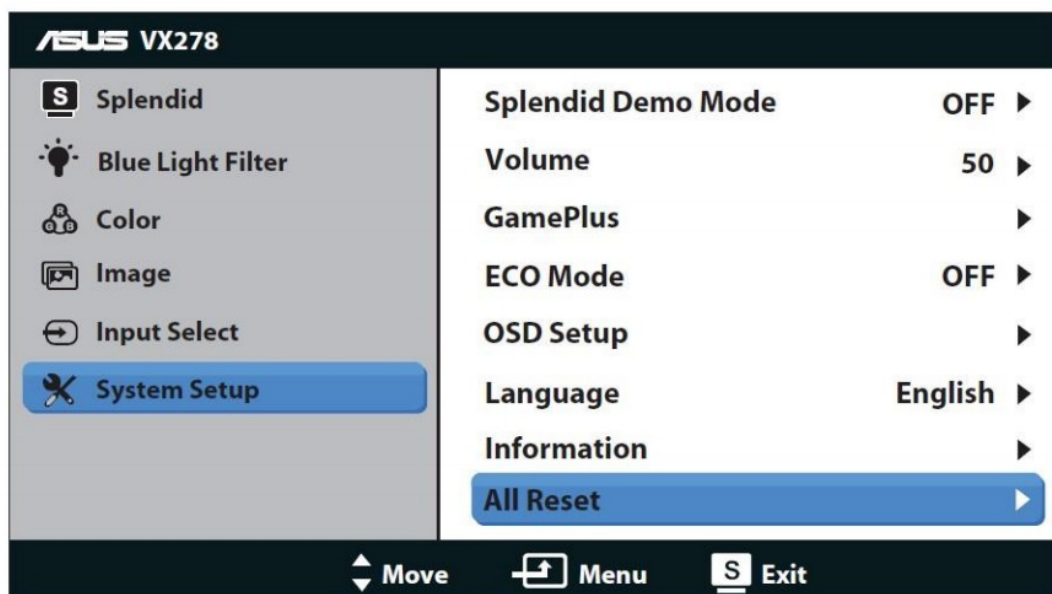 ASUS VX278
S Splendid
Blue Light Filter
R G B Color
Image
Input Select
System Setup
Splendid Demo Mode OFF
Volume 50
GamePlus
ECO Mode OFF
OSD Setup
Language English
Information
All Reset
Move Menu S Exit